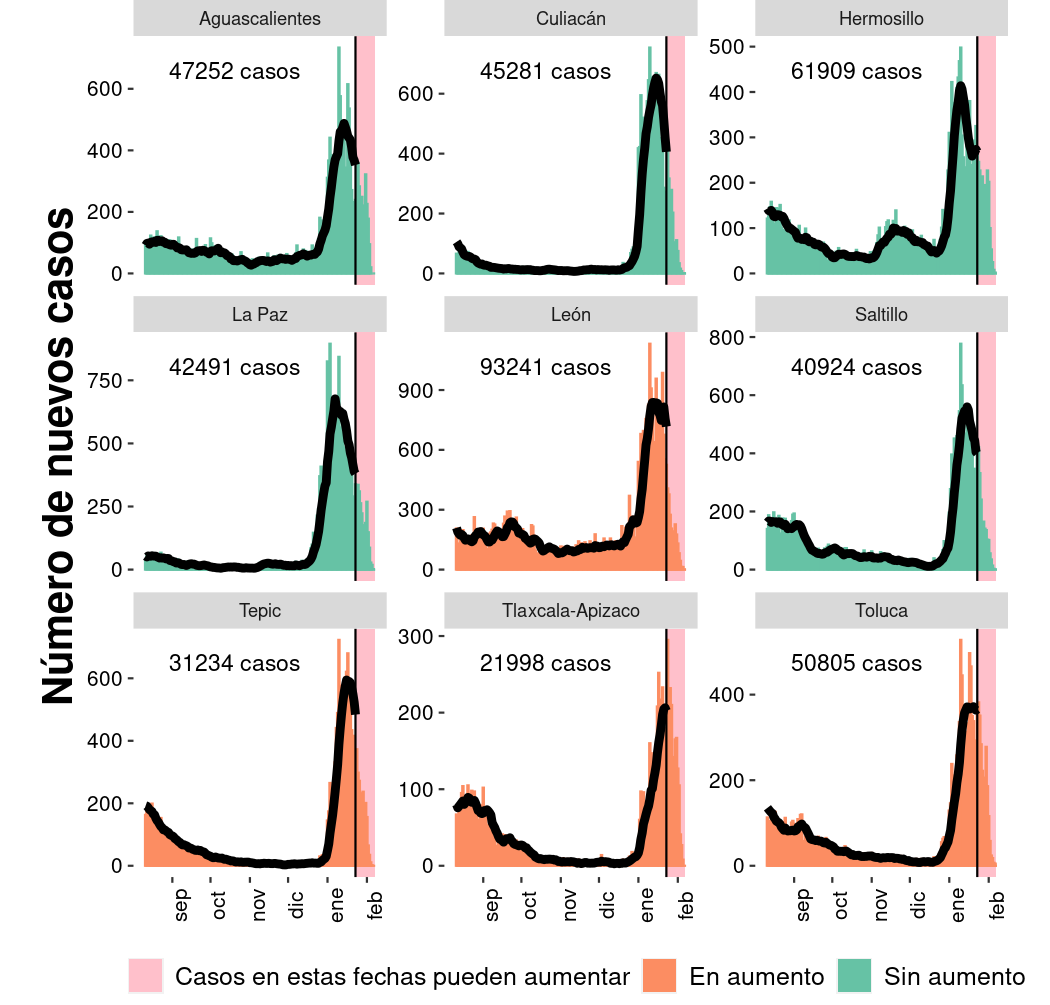 Número de nuevos casos
Aguascalientes
Culiacán
Hermosillo
47252 casos
45281 casos
61909 casos
600
400
200
0
600
400
200
0
500
400
300
200
100
0
La Paz
León
Saltillo
42491 casos
93241 casos
40924 casos
750
500
250
0
900
600
300
0
800
600
400
200
0
Tepic
Tlaxcala-Apizaco
Toluca
31234 casos
21998 casos
50805 casos
600
400
200
0
300
200
100
0
400
200
0
sep oct nov dic ene feb
sep oct nov dic ene feb
sep oct nov dic ene feb
Casos en estas fechas pueden aumentar En aumento Sin aumento